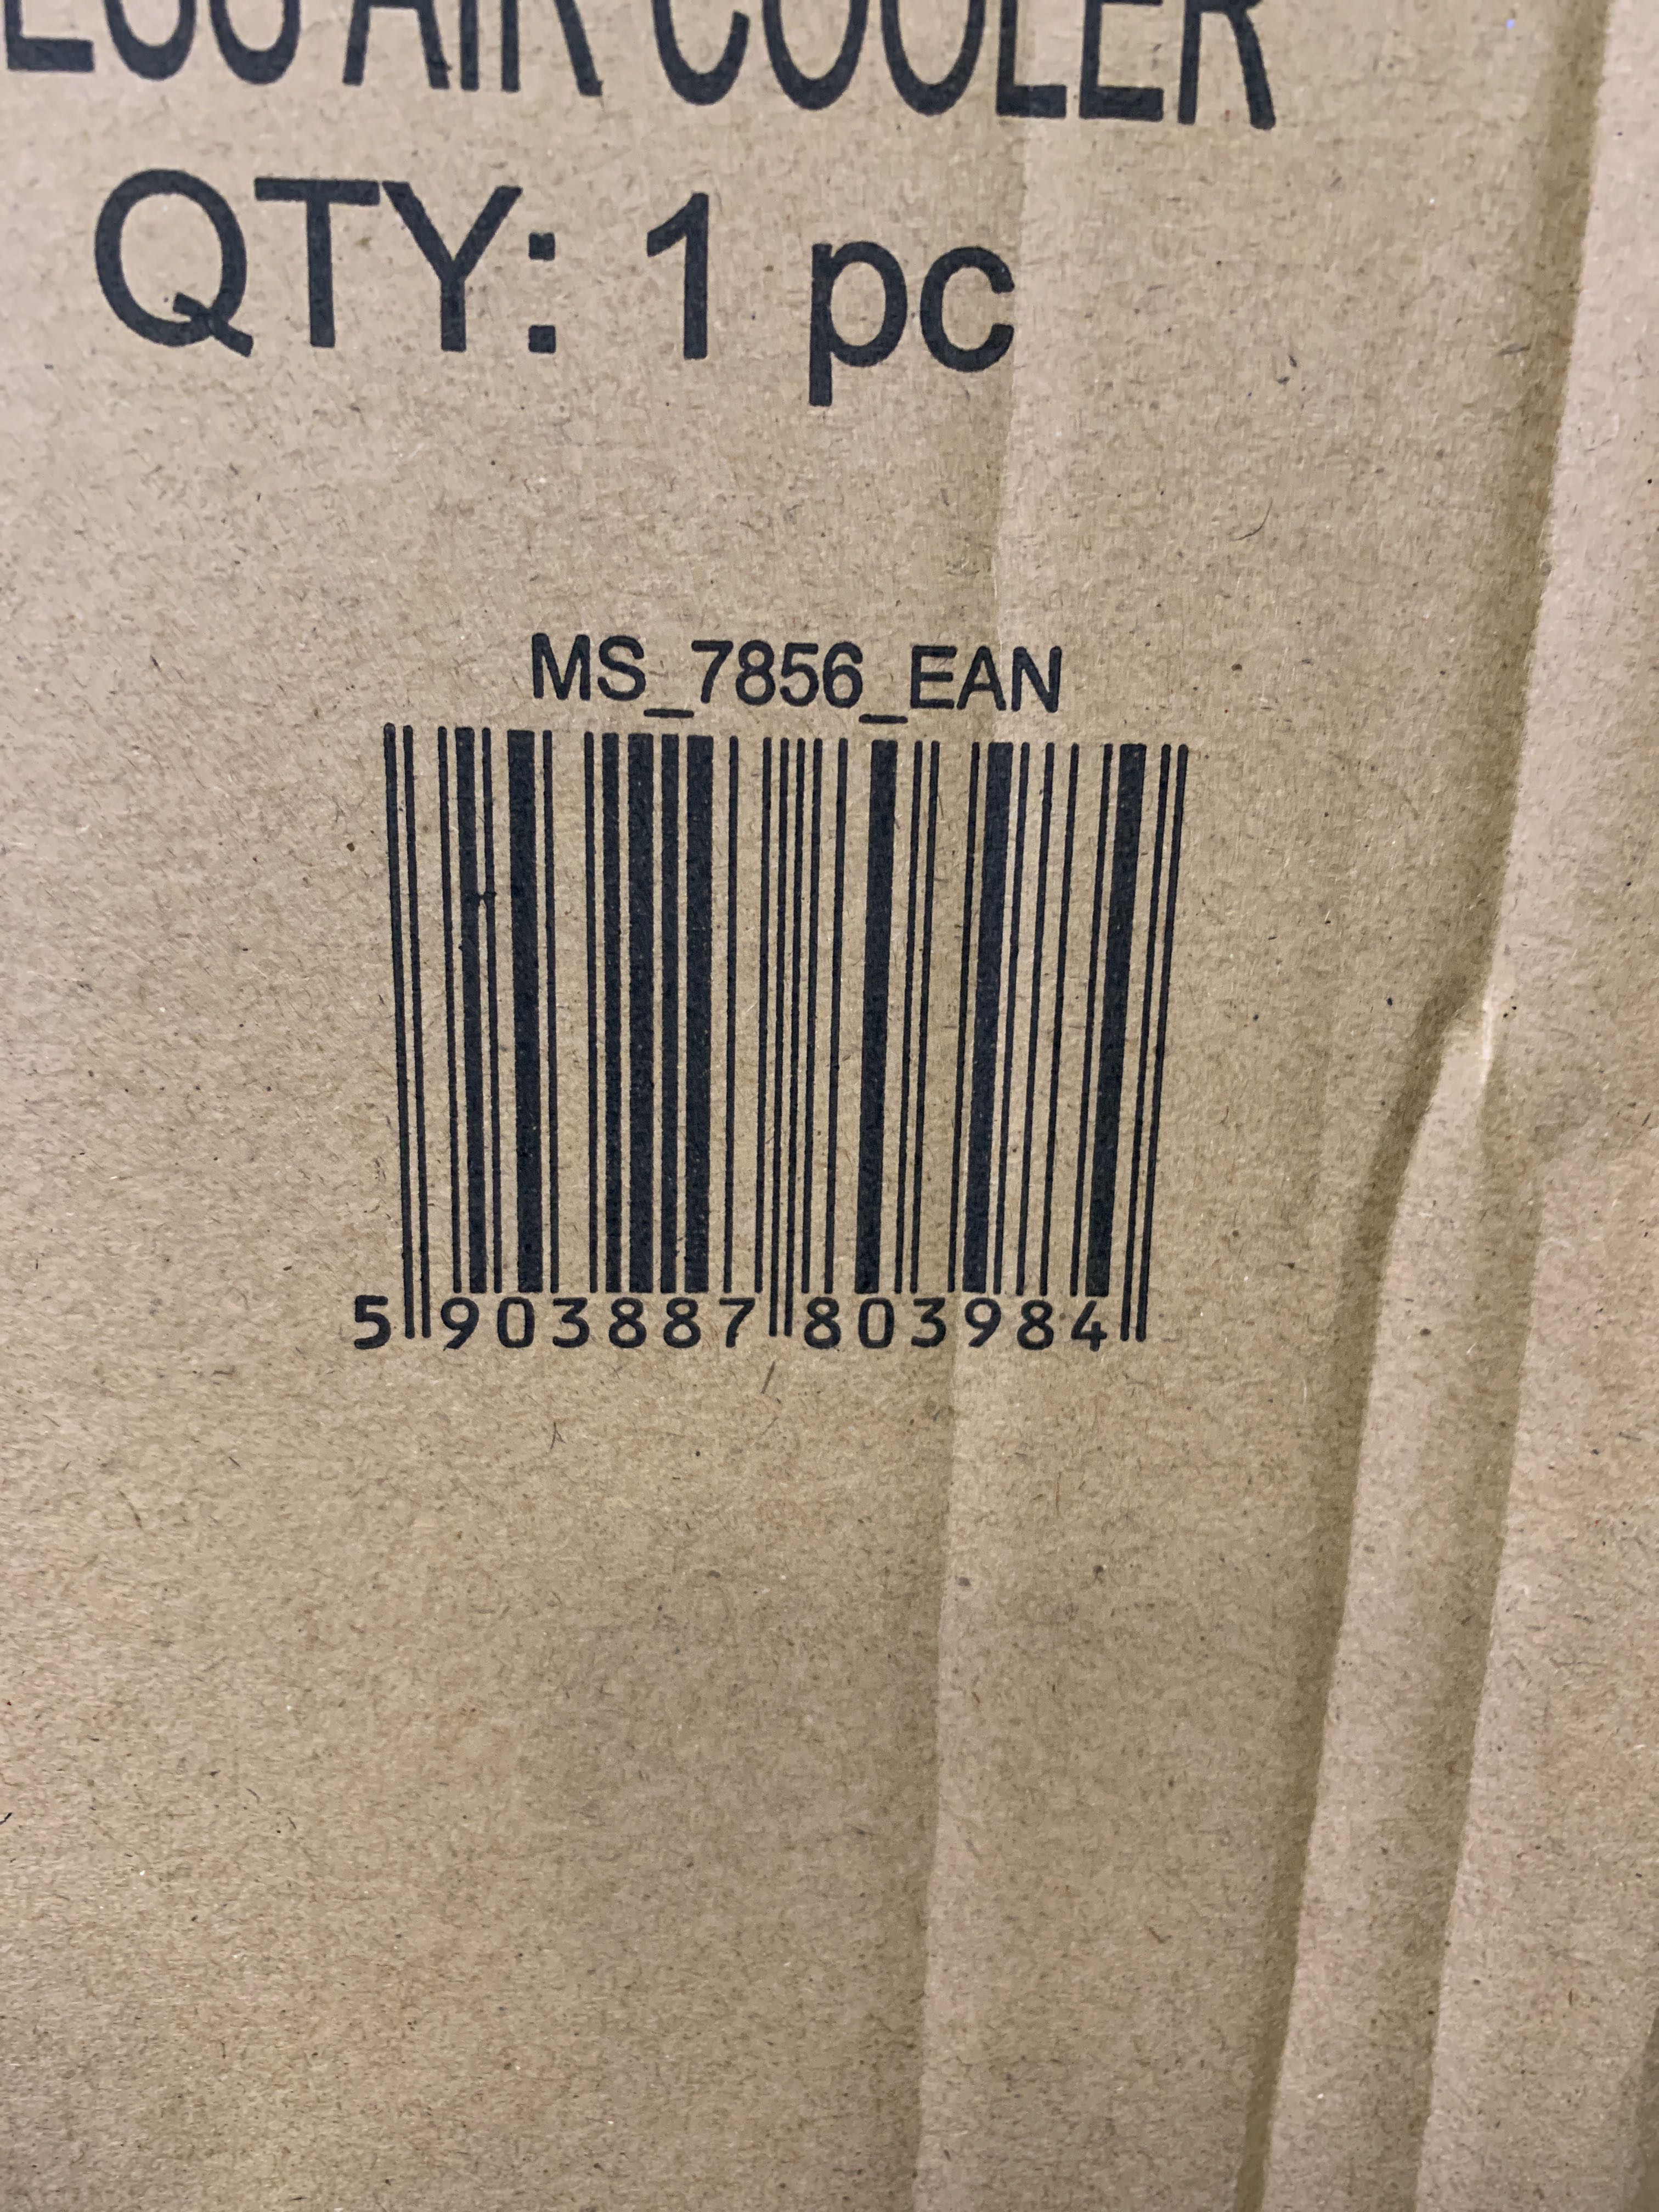 AIR COOLER
QTY: 1 pc
MS_7856_EAN
5 903887 803984